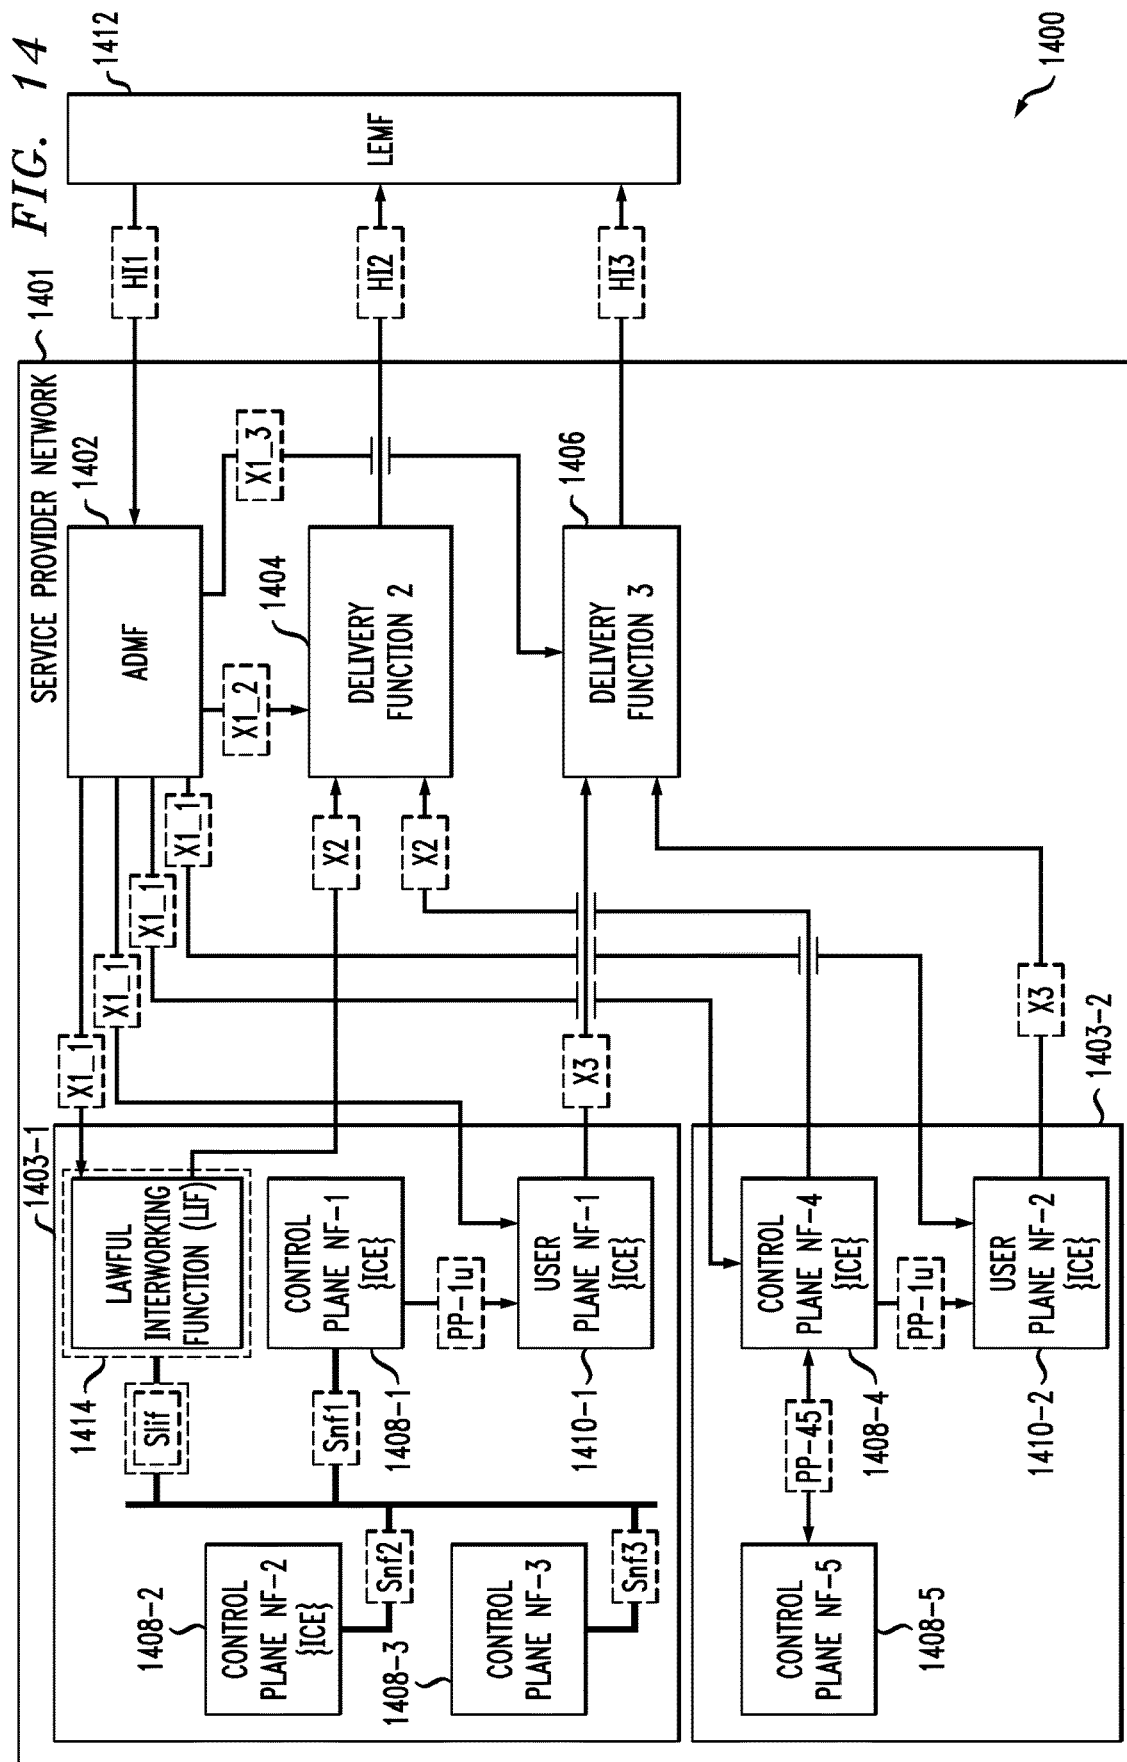 FIG. 14
1400
1412
LEMF
HI1
HI2
HI3
1401
SERVICE PROVIDER NETWORK
1402
ADMF
X1_3
X1_2
1404
DELIVERY
FUNCTION 2
1406
DELIVERY
FUNCTION 3
X1_1
X1_1
X1_1
X1_1
X2
X2
X3
X3
1403-1
LAWFUL
INTERWORKING
FUNCTION (LIF)
1414
Slif
CONTROL
PLANE NF-1
{ICE}
1408-1
Snf1
PP-1u
USER
PLANE NF-1
{ICE}
1410-1
1408-2
CONTROL
PLANE NF-2
{ICE}
Snf2
1408-3
CONTROL
PLANE NF-3
Snf3
1403-2
CONTROL
PLANE NF-4
{ICE}
1408-4
PP-1u
USER
PLANE NF-2
{ICE}
1410-2
PP-45
CONTROL
PLANE NF-5
1408-5